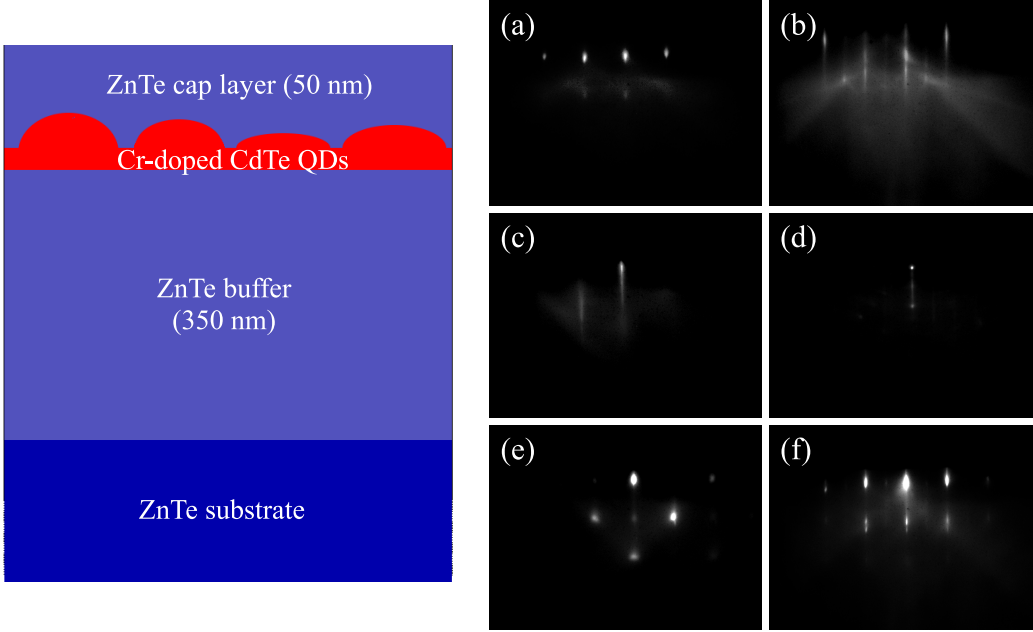 ZnTe cap layer (50 nm)
Cr-doped CdTe QDs
ZnTe buffer
(350 nm)
ZnTe substrate
(a)
(b)
(c)
(d)
(e)
(f)